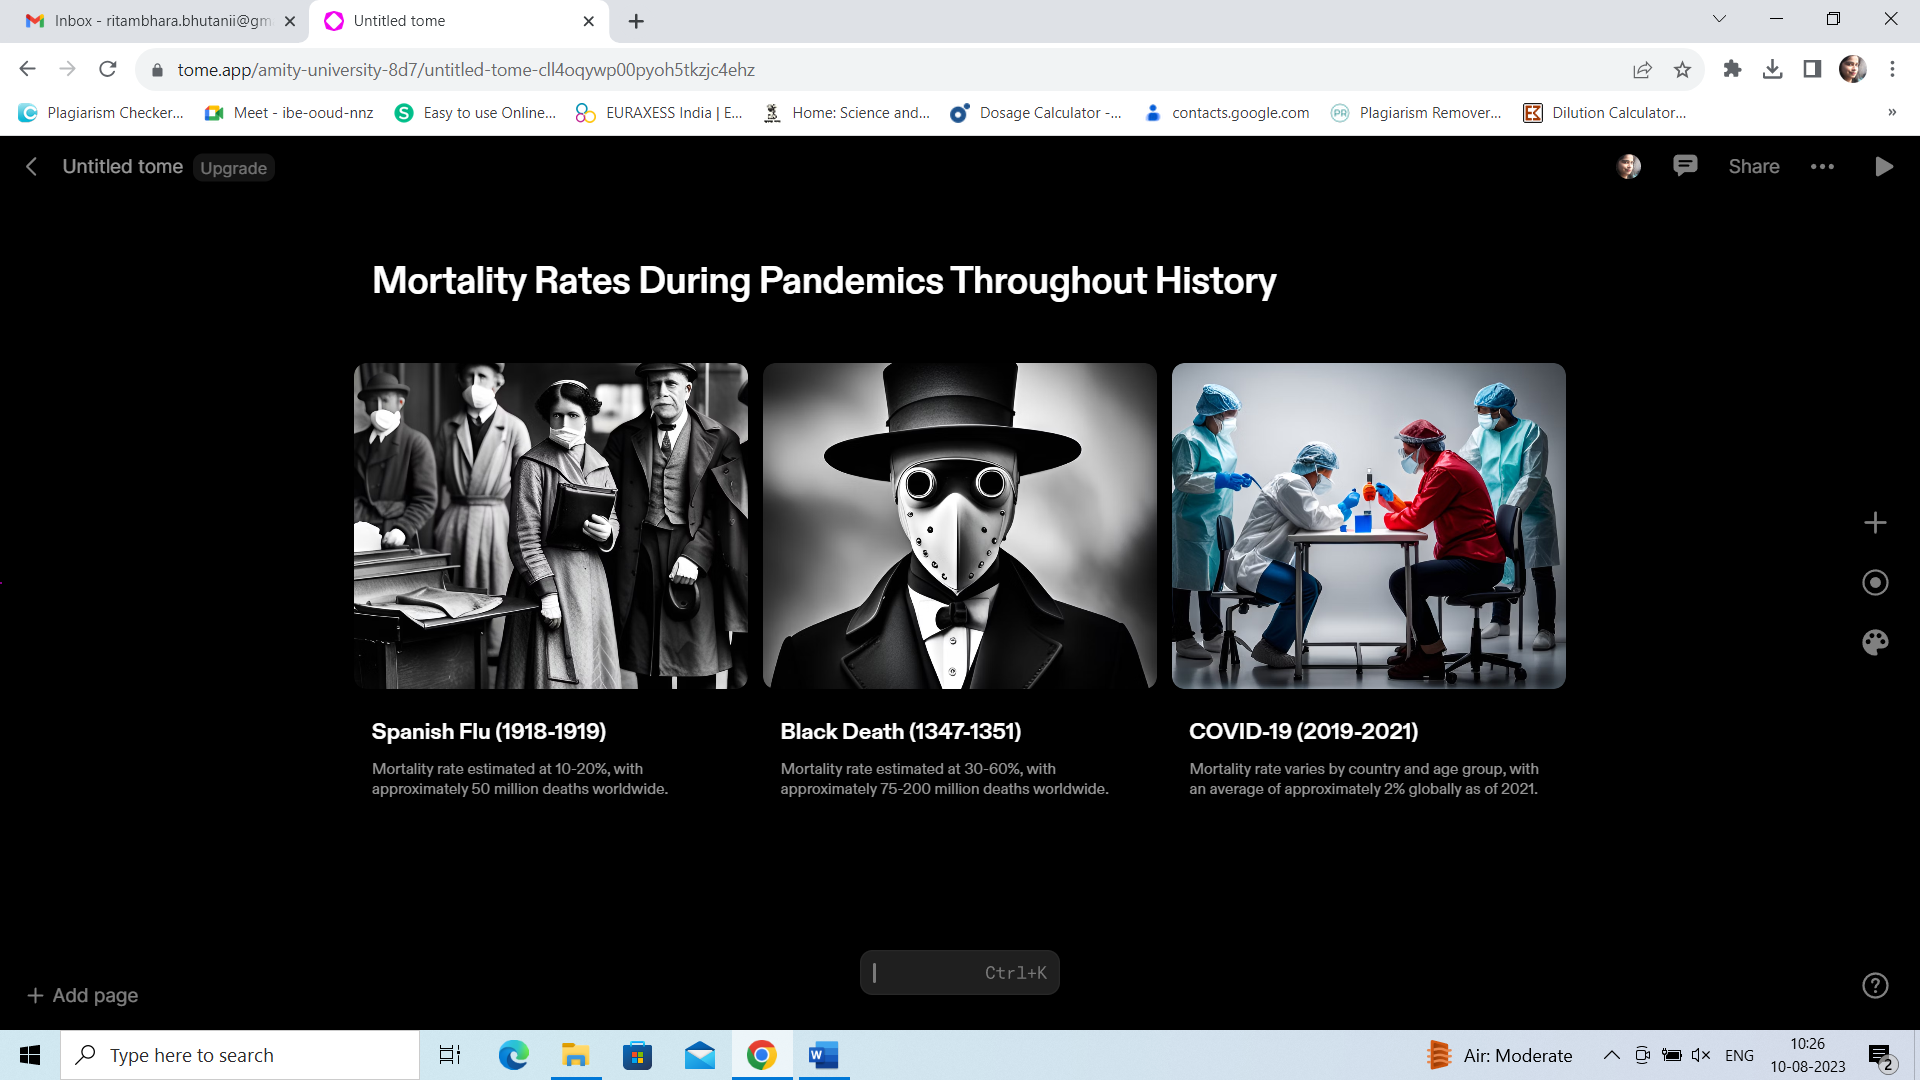 Inbox - ritambhara.bhutanii@gm
Untitled tome
tome.app/amity-university-8d7/untitled-tome-cll4oqywp00pyoh5tkzjc4ehz
Plagiarism Checker...
Meet - ibe-ooud-nnz
Easy to use Online...
EURAXESS India | E...
Home: Science and...
Dosage Calculator -...
contacts.google.com
PR
Plagiarism Remover...
Dilution Calculator...
»
Untitled tome
Upgrade
Share
Mortality Rates During Pandemics Throughout History
Spanish Flu (1918-1919)
Mortality rate estimated at 10-20%, with
approximately 50 million deaths worldwide.
Black Death (1347-1351)
Mortality rate estimated at 30-60%, with
approximately 75-200 million deaths worldwide.
COVID-19 (2019-2021)
Mortality rate varies by country and age group, with
an average of approximately 2% globally as of 2021.
Ctrl+K
+ Add page
Type here to search
Air: Moderate
ENG
10:26
10-08-2023
2